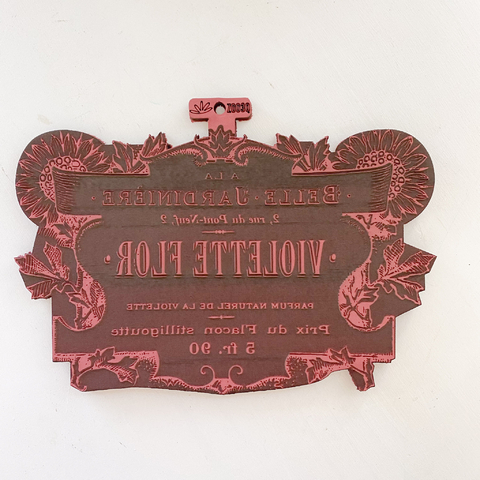 A LA
· BELLE · JARDINIÈRE ·
2, rue du Pont-Neuf, 2
· VIOLETTE FLOR ·
PARFUM NATUREL DE LA VIOLETTE
Prix du Flacon stilligoutte
5 fr. 90